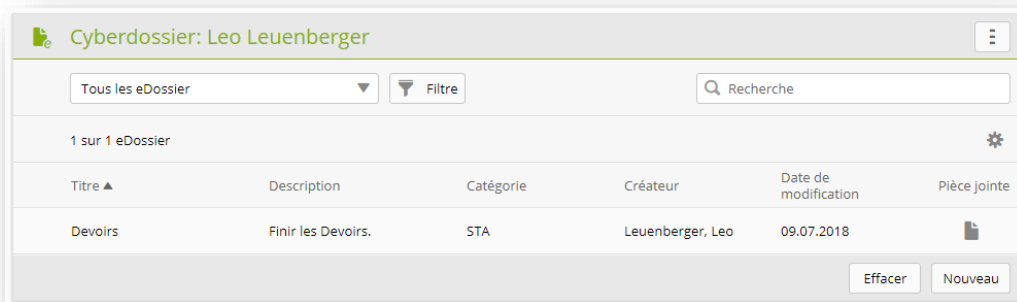 Cyberdossier: Leo Leuenberger
Tous les eDossier
Filtre
Recherche
1 sur 1 eDossier
Titre ▲ Description Catégorie Créateur Date de modification Pièce jointe
Devoirs Finir les Devoirs. STA Leuenberger, Leo 09.07.2018
Effacer Nouveau